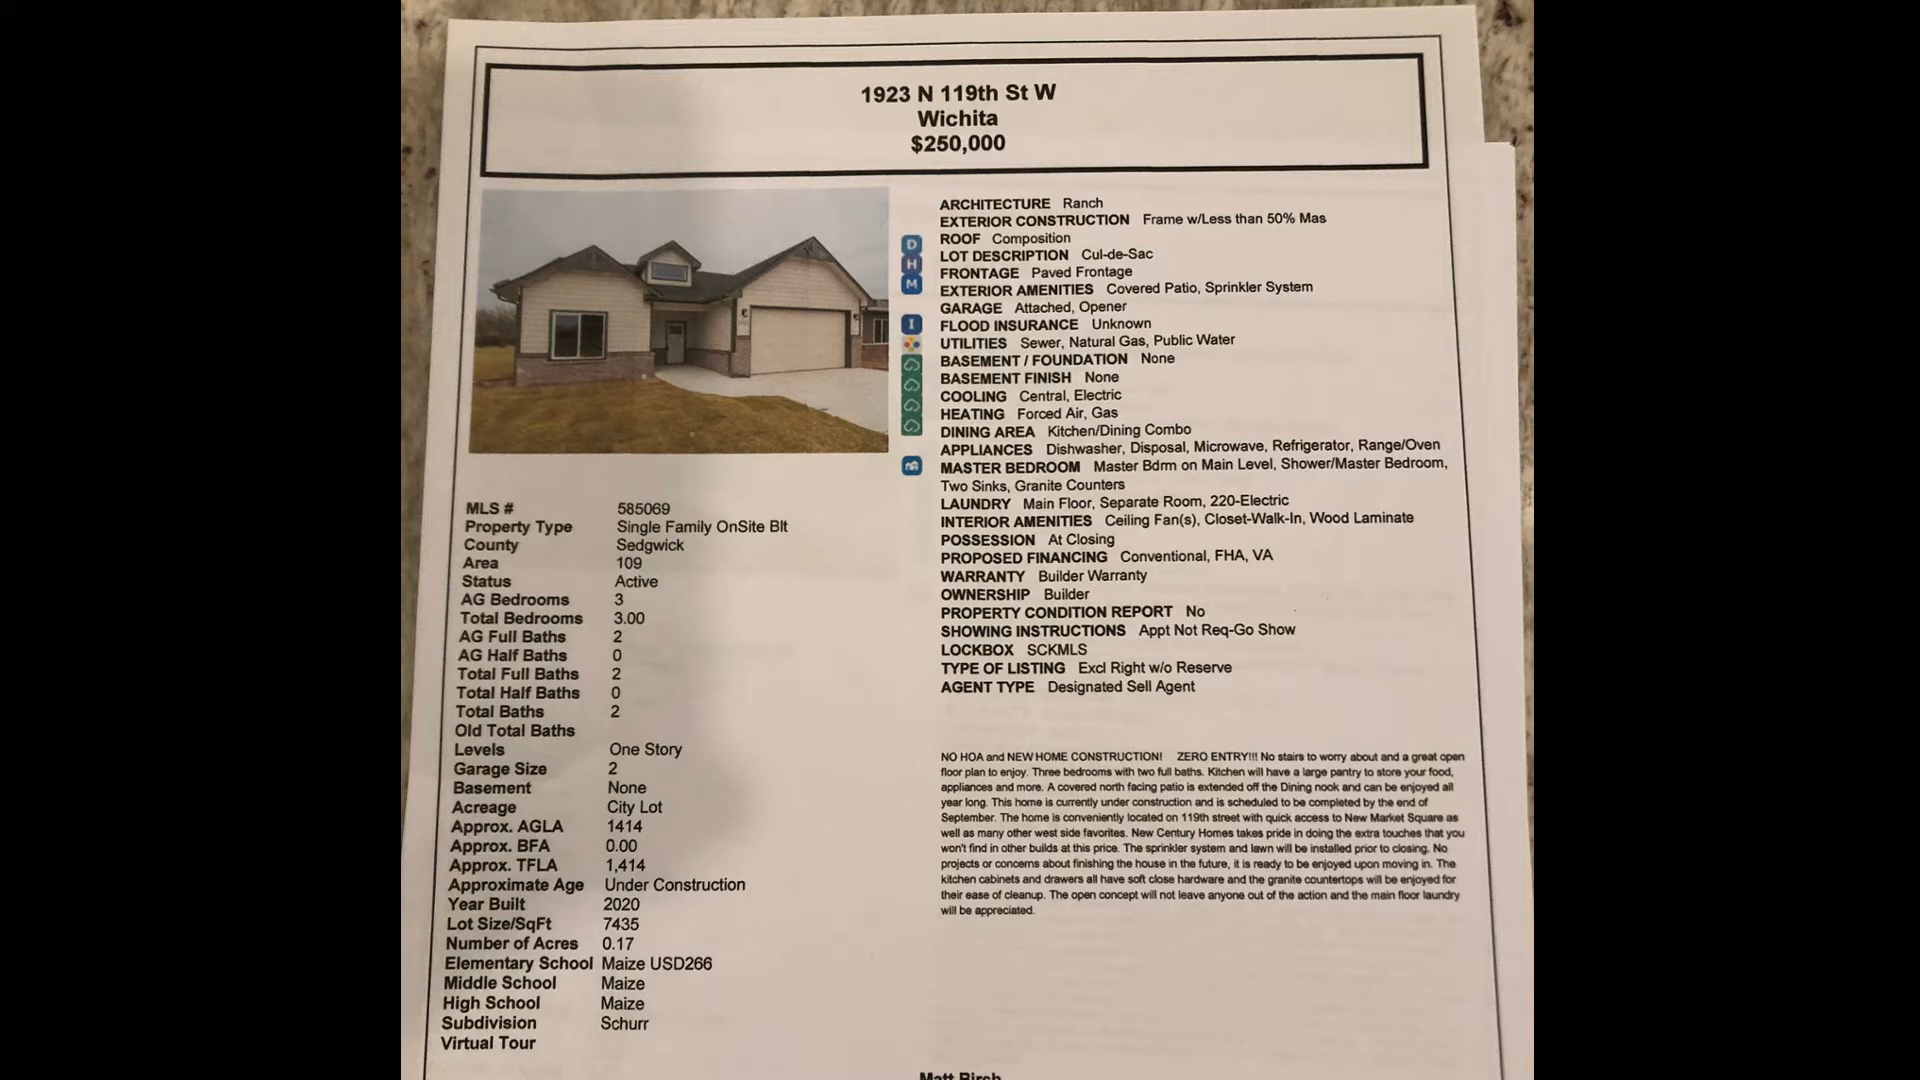 1923 N 119th St W
Wichita
$250,000
ARCHITECTURE Ranch
EXTERIOR CONSTRUCTION Frame w/Less than 50% Mas
ROOF Composition
LOT DESCRIPTION Cul-de-Sac
FRONTAGE Paved Frontage
EXTERIOR AMENITIES Covered Patio, Sprinkler System
GARAGE Attached, Opener
FLOOD INSURANCE Unknown
UTILITIES Sewer, Natural Gas, Public Water
BASEMENT / FOUNDATION None
BASEMENT FINISH None
COOLING Central, Electric
HEATING Forced Air, Gas
DINING AREA Kitchen/Dining Combo
APPLIANCES Dishwasher, Disposal, Microwave, Refrigerator, Range/Oven
MASTER BEDROOM Master Bdrm on Main Level, Shower/Master Bedroom,
Two Sinks, Granite Counters
LAUNDRY Main Floor, Separate Room, 220-Electric
INTERIOR AMENITIES Ceiling Fan(s), Closet-Walk-In, Wood Laminate
POSSESSION At Closing
PROPOSED FINANCING Conventional, FHA, VA
WARRANTY Builder Warranty
OWNERSHIP Builder
PROPERTY CONDITION REPORT No
SHOWING INSTRUCTIONS Appt Not Req-Go Show
LOCKBOX SCKMLS
TYPE OF LISTING Excl Right w/o Reserve
AGENT TYPE Designated Sell Agent
D
H
M
I
MLS # 585069
Property Type Single Family OnSite Blt
County Sedgwick
Area 109
Status Active
AG Bedrooms 3
Total Bedrooms 3.00
AG Full Baths 2
AG Half Baths 0
Total Full Baths 2
Total Half Baths 0
Total Baths 2
Old Total Baths
Levels One Story
Garage Size 2
Basement None
Acreage City Lot
Approx. AGLA 1414
Approx. BFA 0.00
Approx. TFLA 1,414
Approximate Age Under Construction
Year Built 2020
Lot Size/SqFt 7435
Number of Acres 0.17
Elementary School Maize USD266
Middle School Maize
High School Maize
Subdivision Schurr
Virtual Tour
NO HOA and NEW HOME CONSTRUCTION! ZERO ENTRY!!! No stairs to worry about and a great open
floor plan to enjoy. Three bedrooms with two full baths. Kitchen will have a large pantry to store your food,
appliances and more. A covered north facing patio is extended off the Dining nook and can be enjoyed all
year long. This home is currently under construction and is scheduled to be completed by the end of
September. The home is conveniently located on 119th street with quick access to New Market Square as
well as many other west side favorites. New Century Homes takes pride in doing the extra touches that you
won't find in other builds at this price. The sprinkler system and lawn will be installed prior to closing. No
projects or concerns about finishing the house in the future, it is ready to be enjoyed upon moving in. The
kitchen cabinets and drawers all have soft close hardware and the granite countertops will be enjoyed for
their ease of cleanup. The open concept will not leave anyone out of the action and the main floor laundry
will be appreciated.
Matt Birch